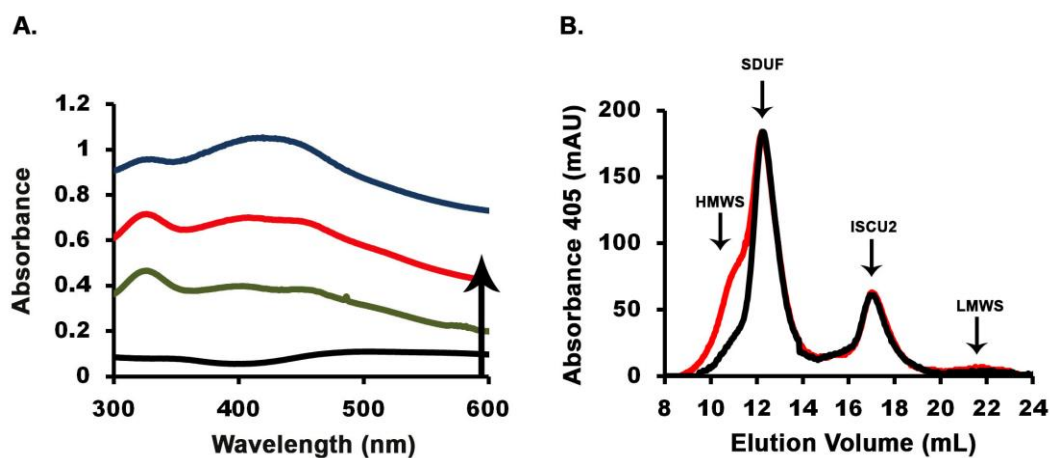 A.
B.
1.2
1
0.8
0.6
0.4
0.2
0
Absorbance
300
400
500
600
Wavelength (nm)
200
150
100
50
0
Absorbance 405 (mAU)
SDUF
HMWS
ISCU2
LMWS
8
10
12
14
16
18
20
22
24
Elution Volume (mL)